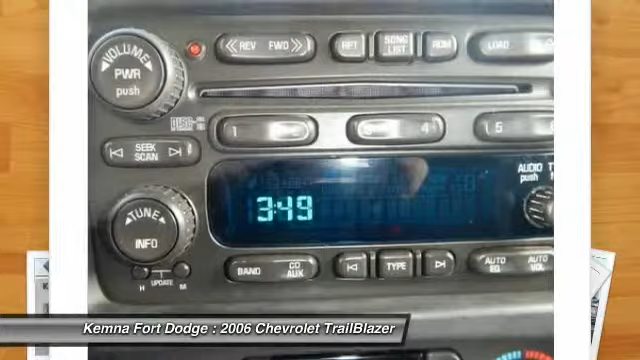 VOLUME
PWR
push
REV FWD
RPT
SONG
LIST
RDM
LOAD
1
3 4
5
SEEK
SCAN
AUDIO
push
3:49
TUNE
INFO
UPDATE
H M
BAND
CD
AUX
TYPE
AUTO
EQ
AUTO
VOL
Kemna Fort Dodge : 2006 Chevrolet TrailBlazer